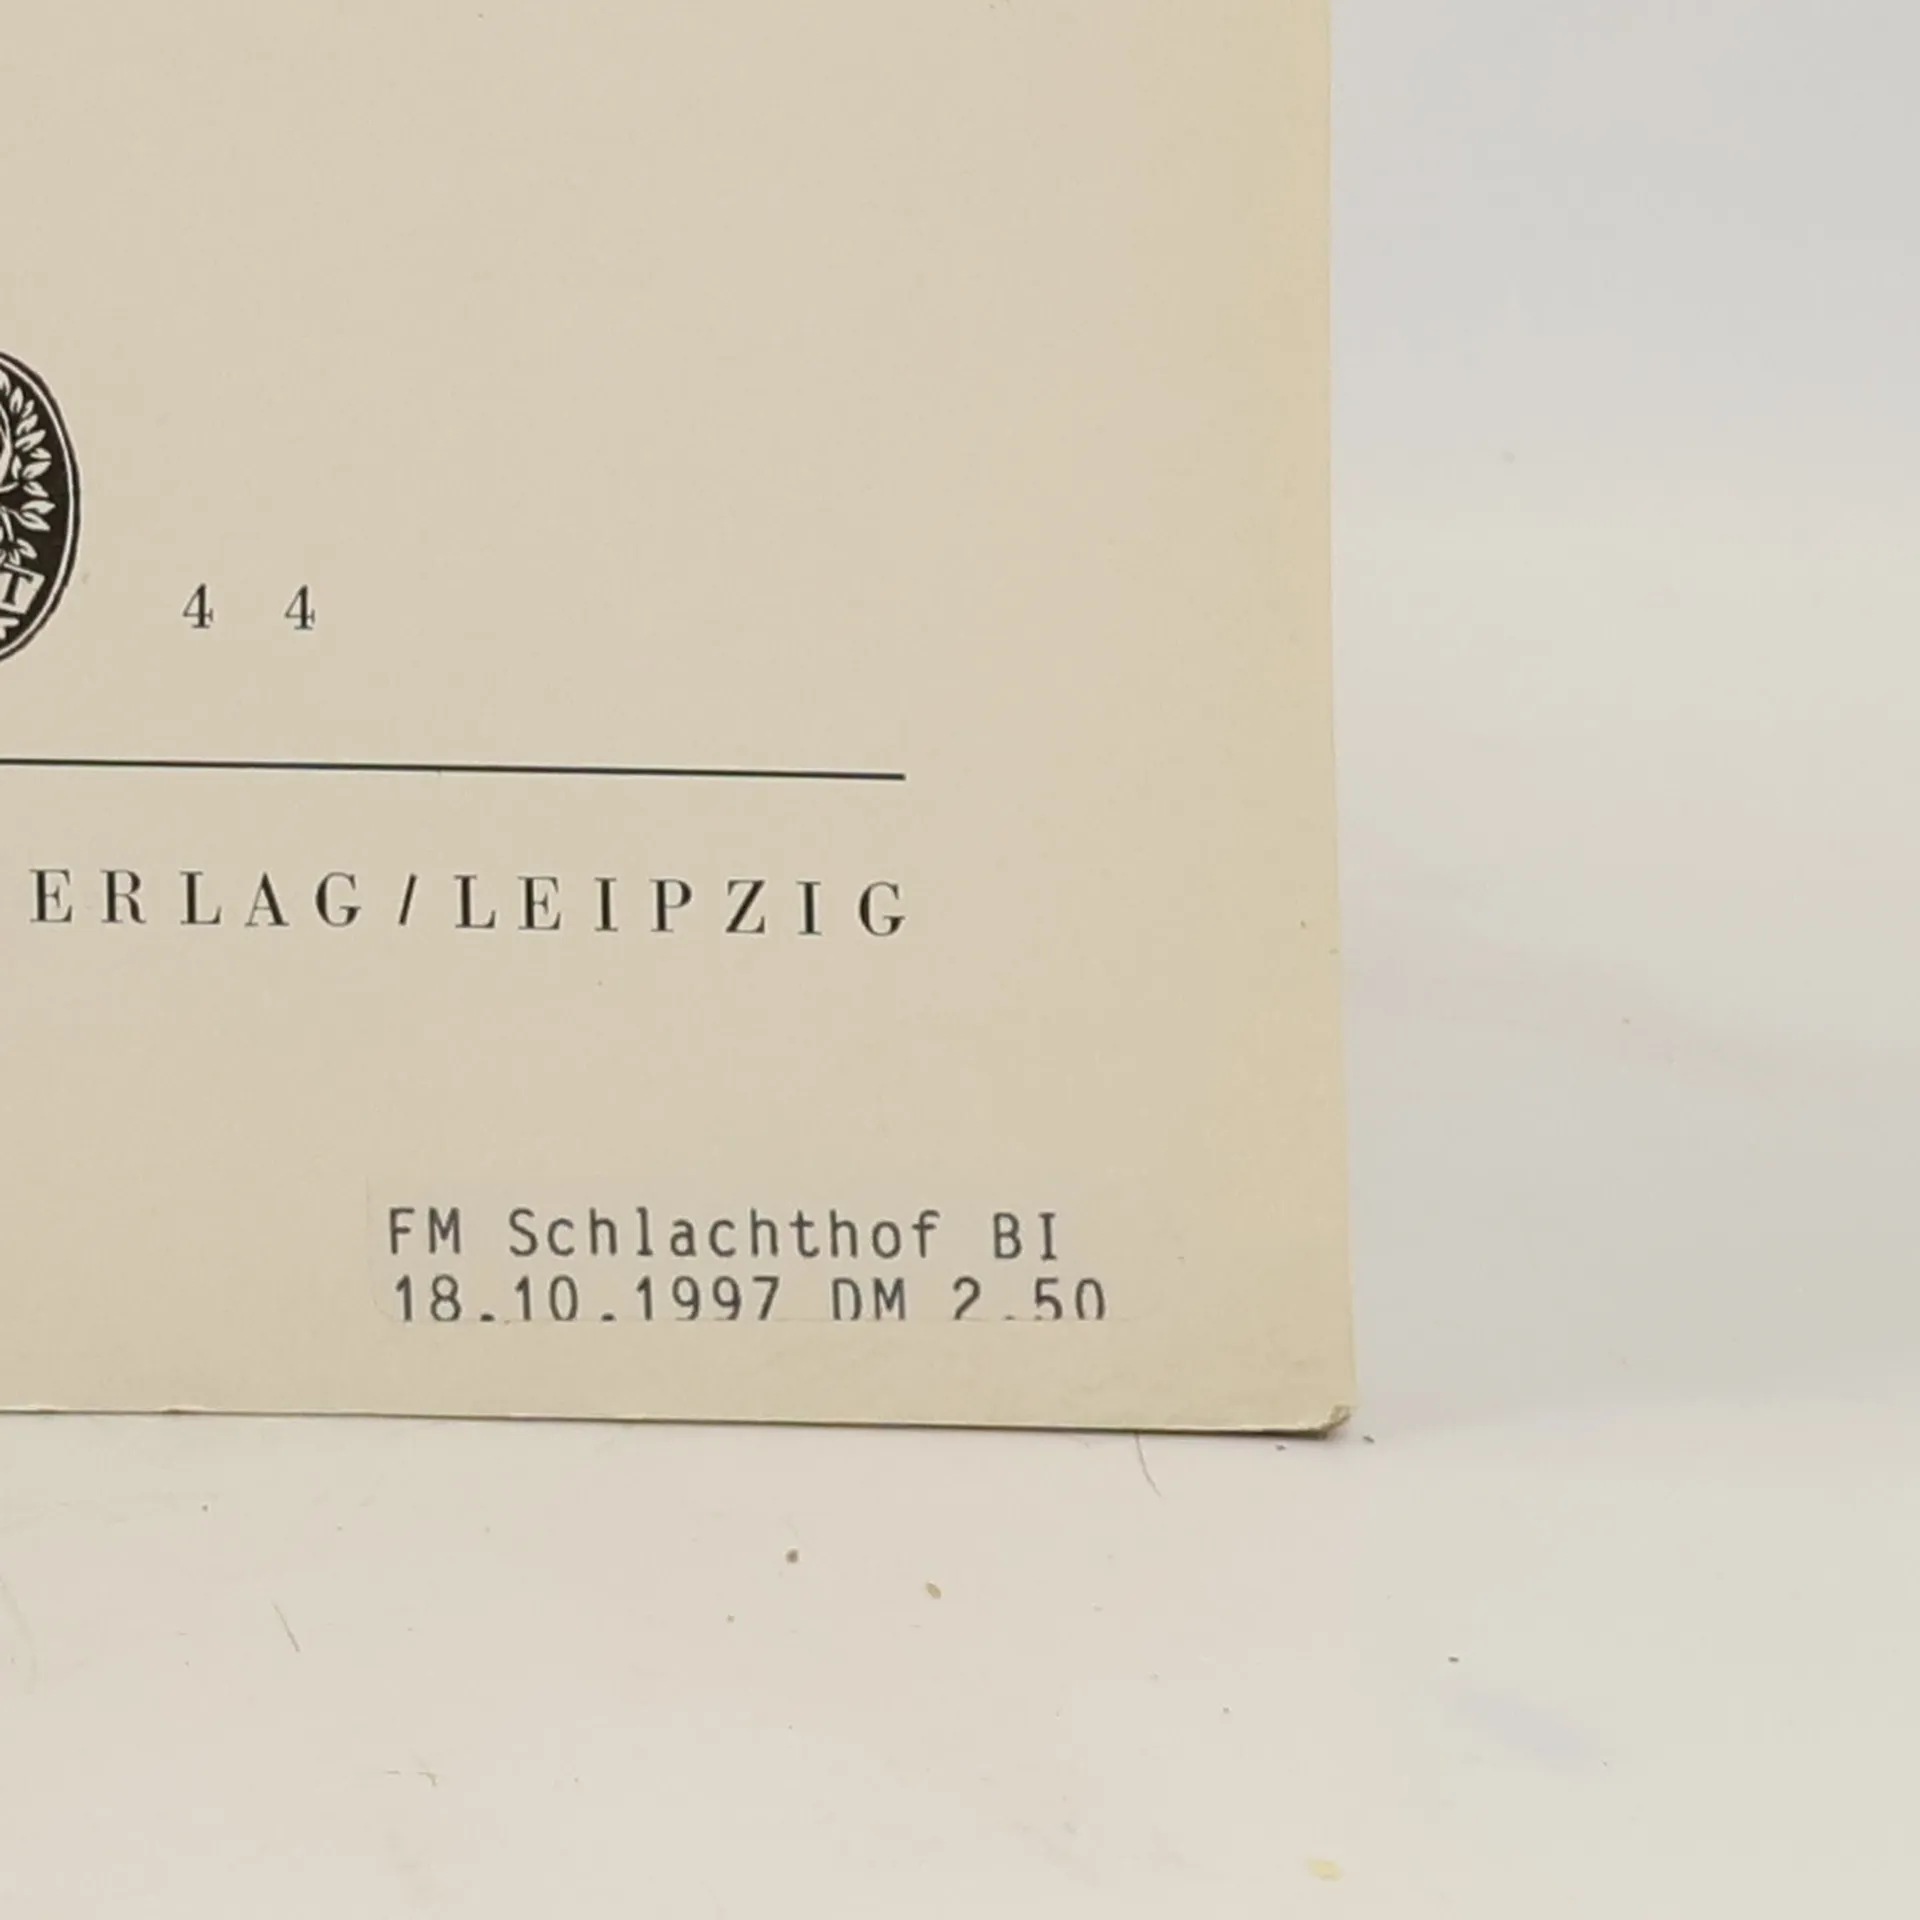 T
4 4
ERLAG/LEIPZIG
FM Schlachthof BI
18.10.1997 DM 2.50